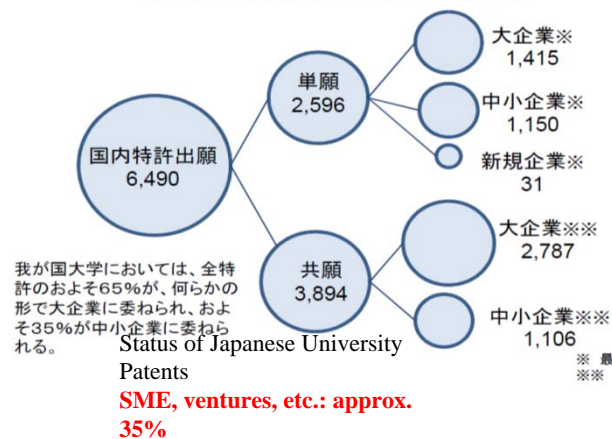 大企業※
1,415
単願
2,596
中小企業※
1,150
国内特許出願
6,490
新規企業※
31
大企業※※
2,787
我が国大学においては、全特
許のおよそ65%が、何らかの
形で大企業に委ねられ、およ
そ35%が中小企業に委ねら
れる。
共願
3,894
中小企業※※
1,106
※ 最
※※
Status of Japanese University
Patents
SME, ventures, etc.: approx.
35%